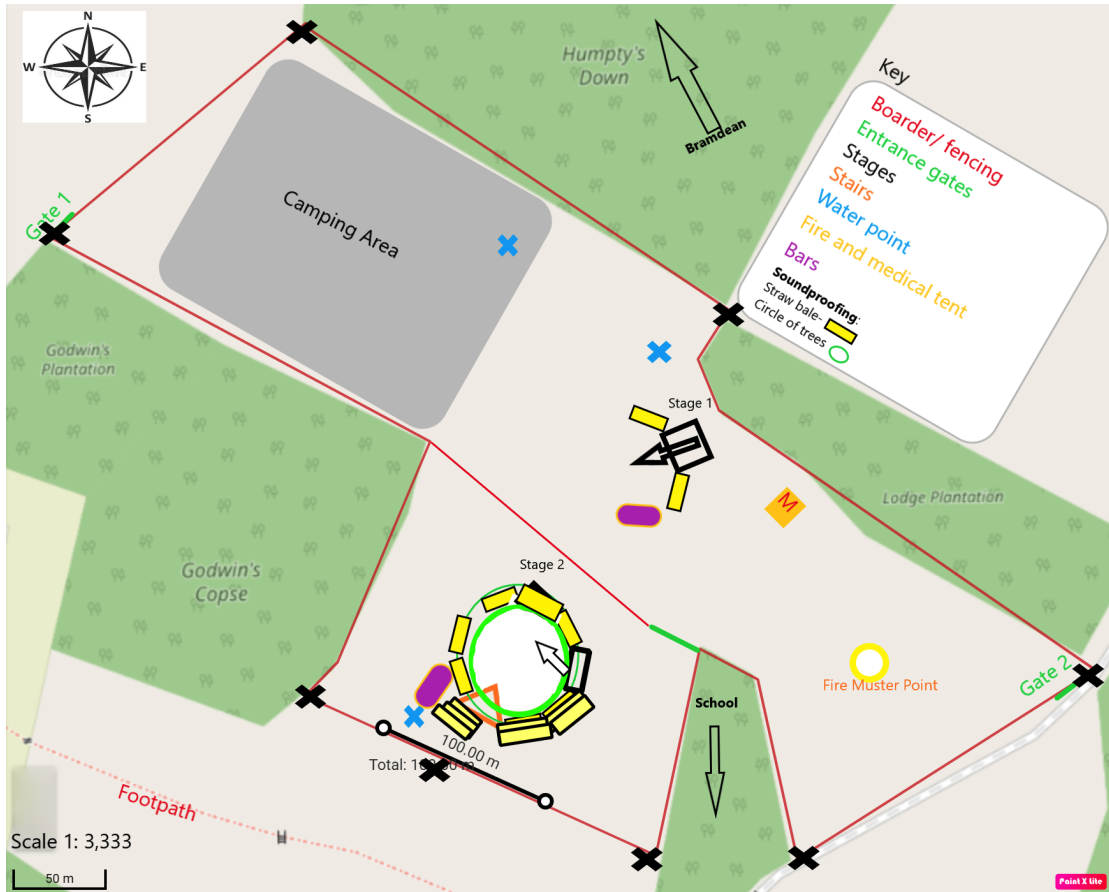 N
W E
S
Humpty's
Down
Bramdean
Key
Boarder/ fencing
Entrance gates
Stages
Stairs
Water point
Fire and medical tent
Bars
Soundproofing:
Straw bale-
Circle of trees
Gate 1
Camping Area
Godwin's
Plantation
Stage 1
Lodge Plantation
M
Godwin's
Copse
Stage 2
Fire Muster Point
Gate 2
School
100.00 m
Total: 100.00 m
Footpath
Scale 1: 3,333
50 m
Paint X Lite